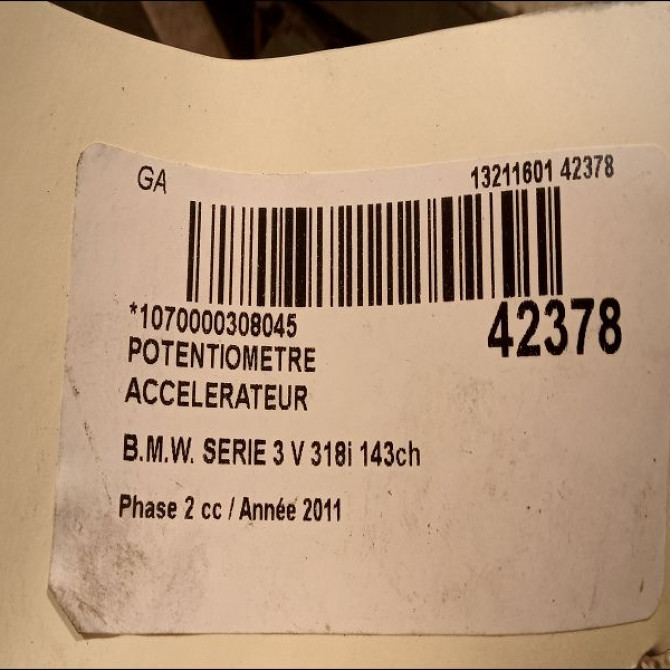 GA 13211601 42378
*1070000308045 42378
POTENTIOMETRE
ACCELERATEUR
B.M.W. SERIE 3 V 318i 143ch
Phase 2 cc / Année 2011